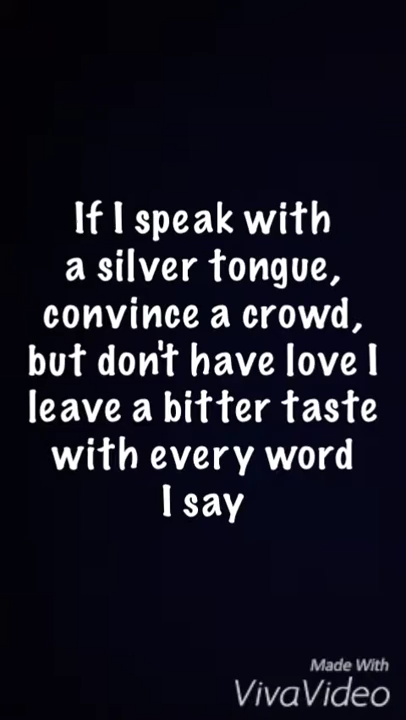 If I speak with
a silver tongue,
convince a crowd,
but don't have love I
leave a bitter taste
with every word
I say
Made With
VivaVideo